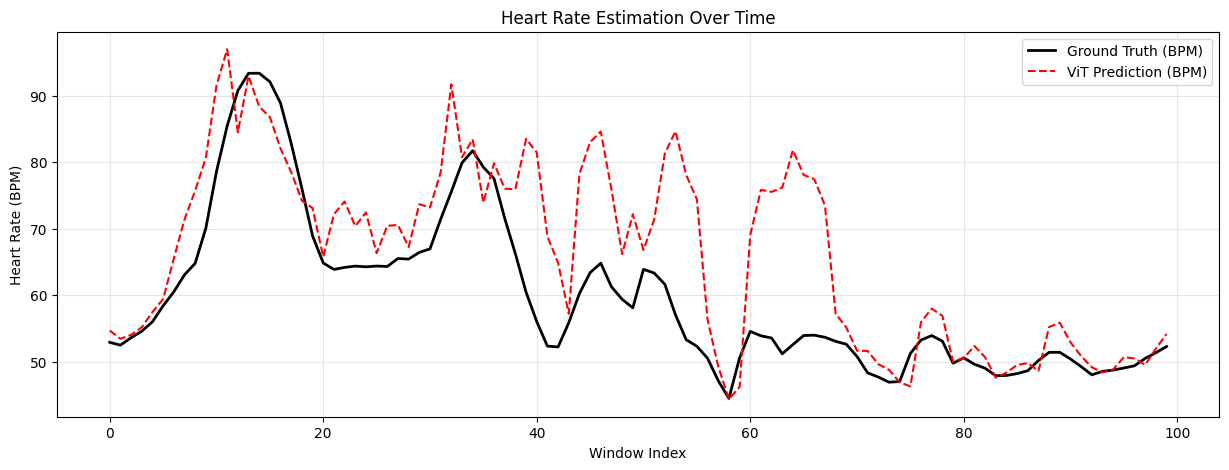 Heart Rate Estimation Over Time
Ground Truth (BPM)
ViT Prediction (BPM)
Heart Rate (BPM)
90
80
70
60
50
0
20
40
60
80
100
Window Index